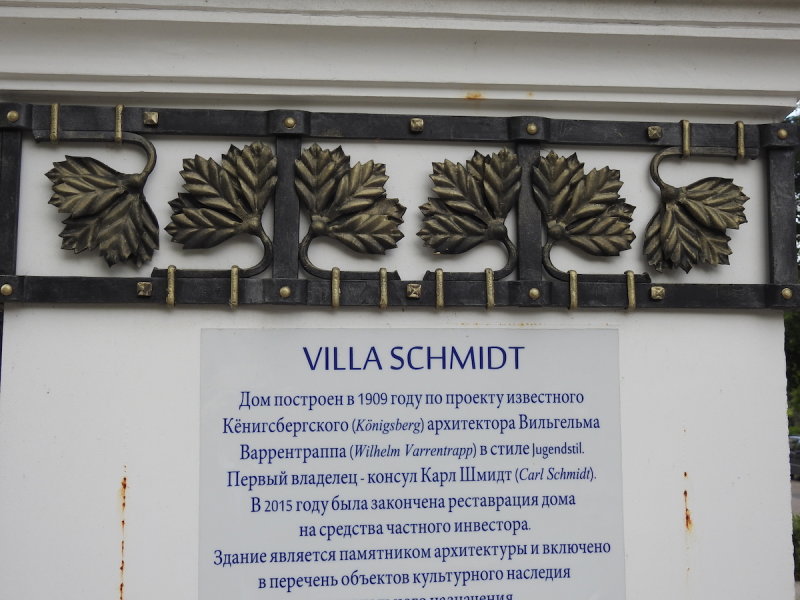 VILLA SCHMIDT
Дом построен в 1909 году по проекту известного
Кёнигсбергского (Königsberg) архитектора Вильгельма
Варрентраппа (Wilhelm Varrentrapp) в стиле Jugendstil.
Первый владелец - консул Карл Шмидт (Carl Schmidt).
В 2015 году была закончена реставрация дома
на средства частного инвестора.
Здание является памятником архитектуры и включено
в перечень объектов культурного наследия
назначения